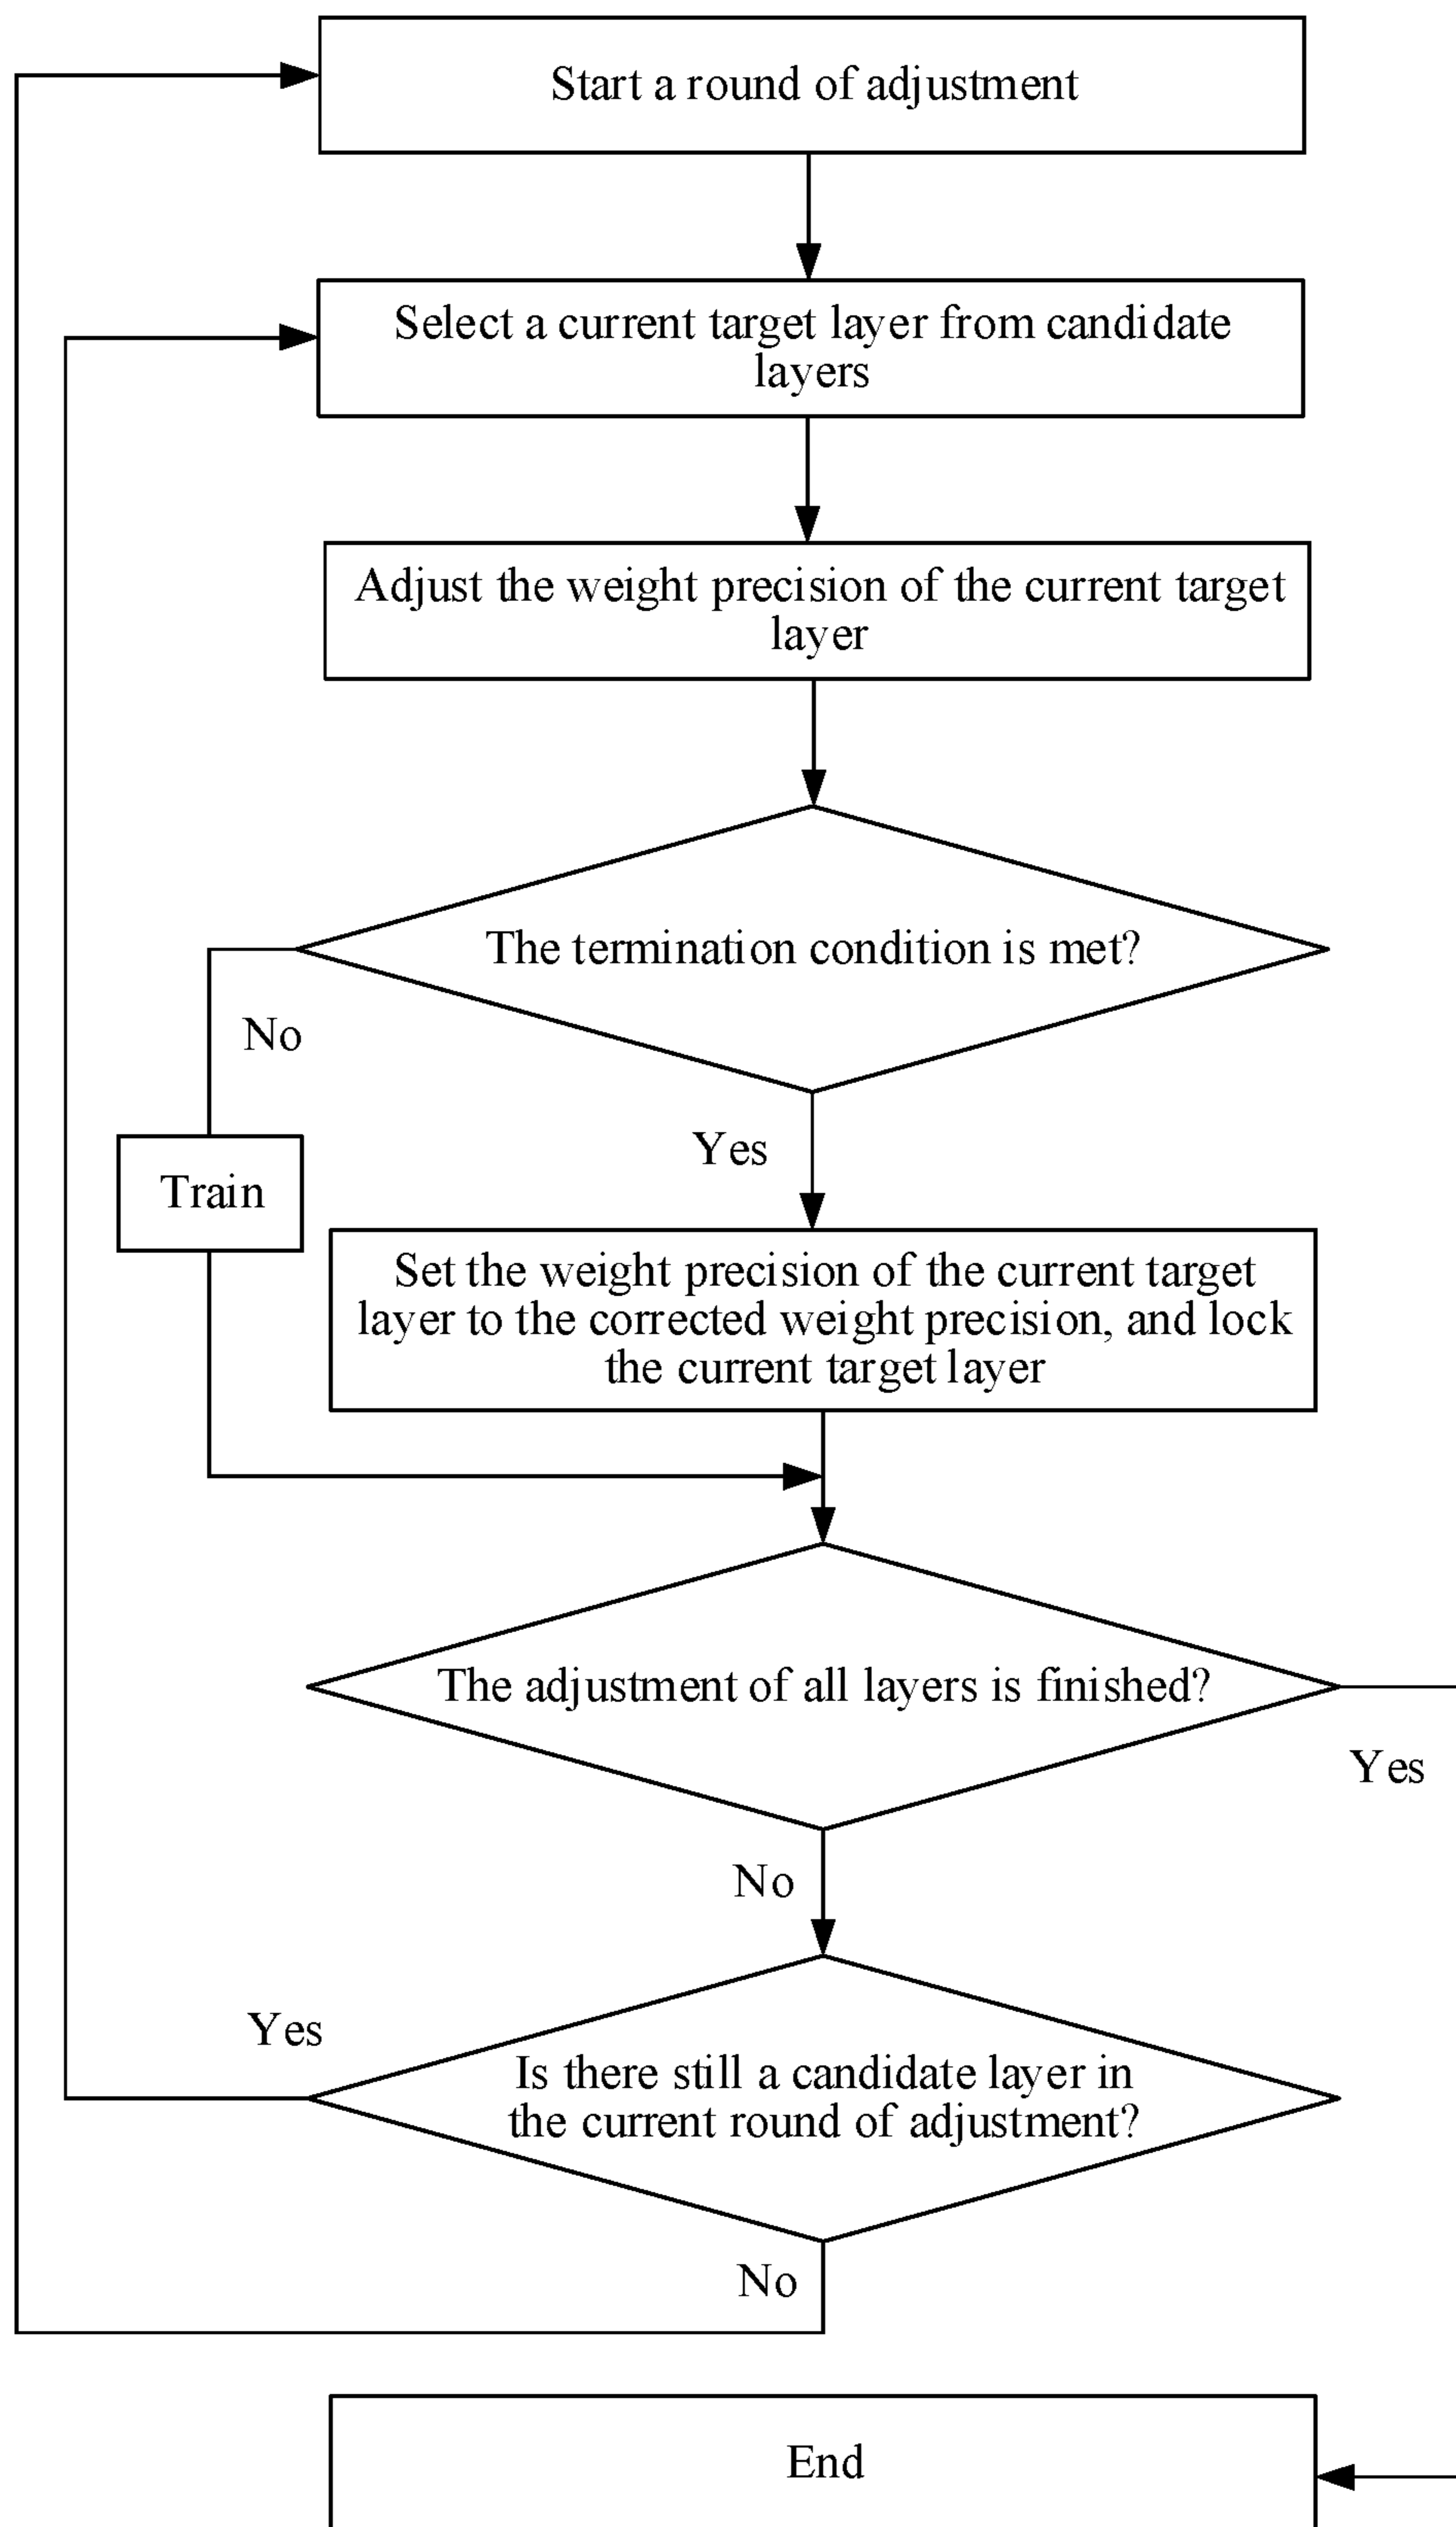 Start a round of adjustment
Select a current target layer from candidate
layers
Adjust the weight precision of the current target
layer
The termination condition is met?
No
Yes
Train
Set the weight precision of the current target
layer to the corrected weight precision, and lock
the current target layer
The adjustment of all layers is finished?
Yes
No
Yes
Is there still a candidate layer in
the current round of adjustment?
No
End